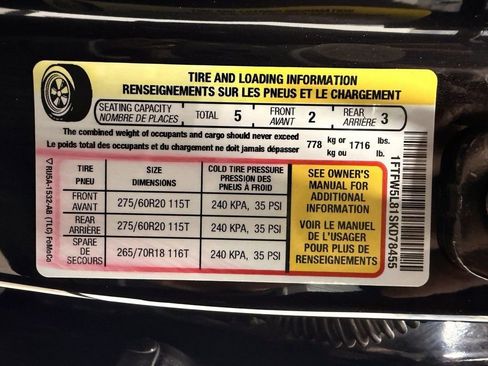 TIRE AND LOADING INFORMATION
RENSEIGNEMENTS SUR LES PNEUS ET LE CHARGEMENT
SEATING CAPACITY
NOMBRE DE PLACES
TOTAL 5
FRONT
AVANT 2
REAR
ARRIÈRE 3
The combined weight of occupants and cargo should never exceed
Le poids total des occupants et du chargement ne doit jamais dépasser
778 kg or 1716 lbs.
kg ou lb.
TIRE
PNEU
SIZE
DIMENSIONS
COLD TIRE PRESSURE
PRESSION DES
PNEUS À FROID
FRONT
AVANT
275/60R20 115T
240 KPA, 35 PSI
REAR
ARRIÈRE
275/60R20 115T
240 KPA, 35 PSI
SPARE
DE
SECOURS
265/70R18 116T
240 KPA, 35 PSI
SEE OWNER'S
MANUAL FOR
ADDITIONAL
INFORMATION
VOIR LE MANUEL
DE L'USAGER
POUR PLUS DE
RENSEIGNEMENTS
1FTFW5L81SKD78455